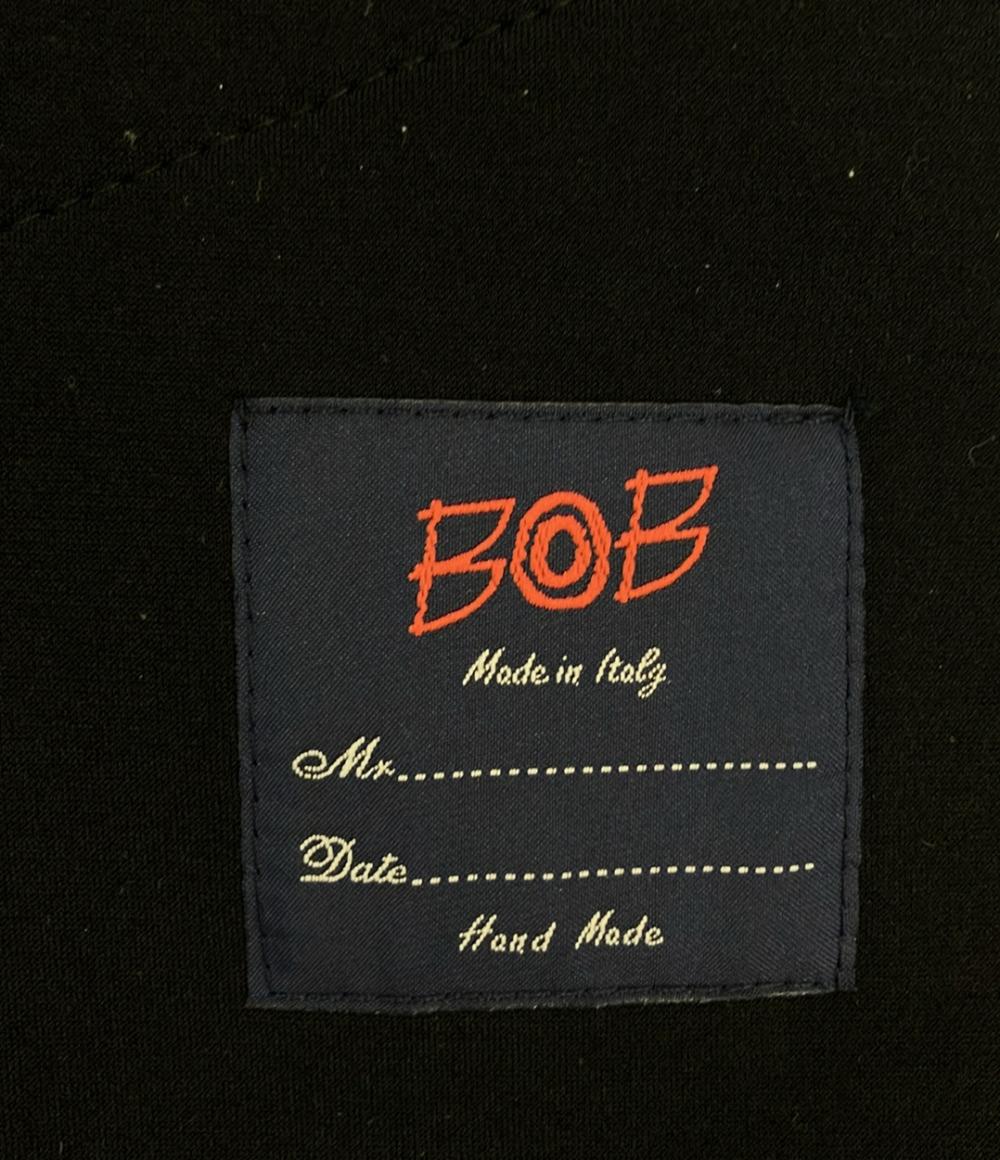 BOB
Made in Italy
Mr.......................
Date.......................
Hand Made